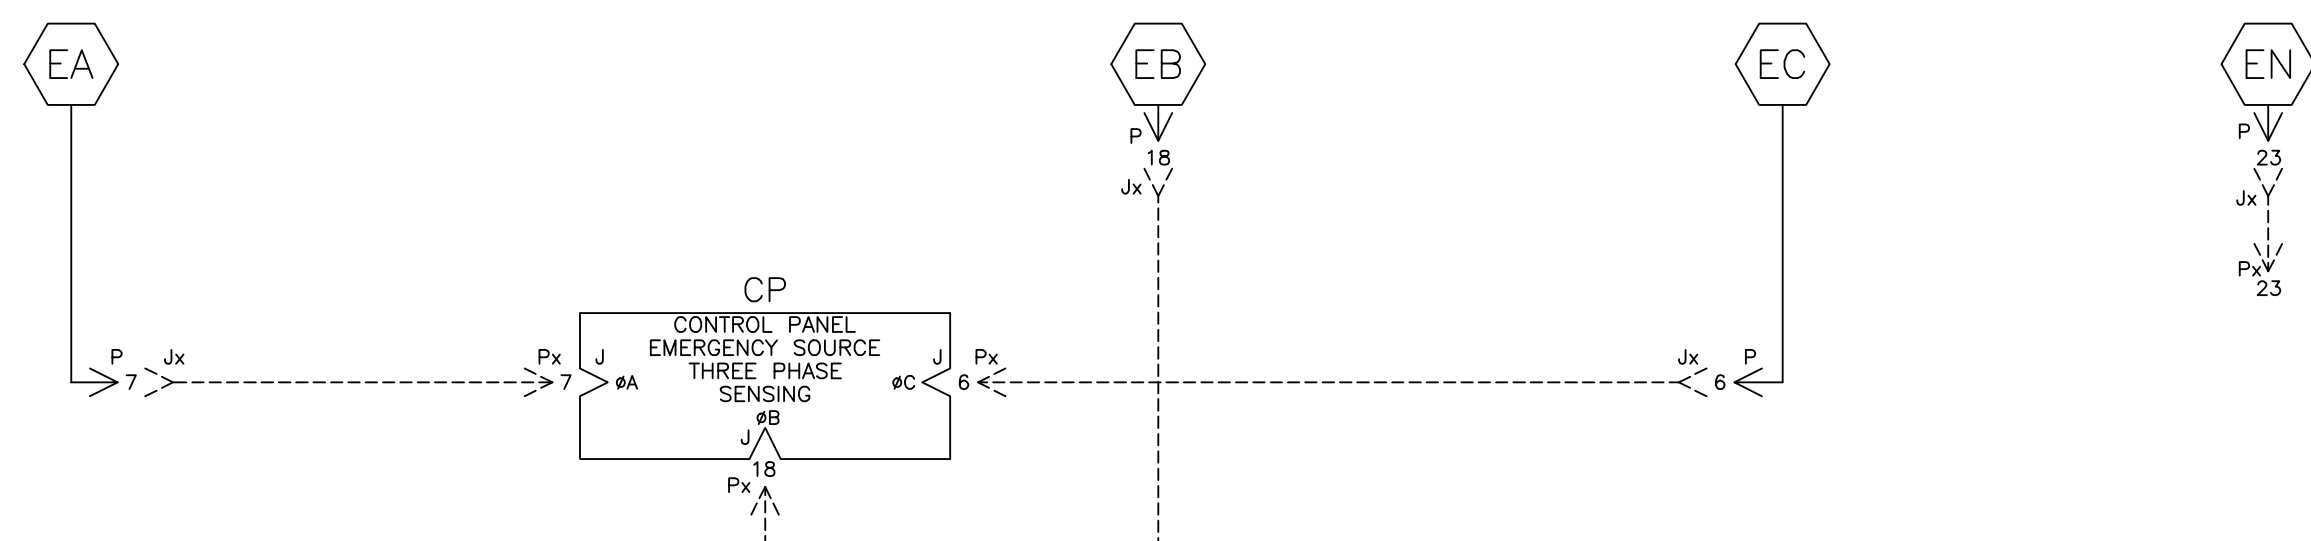 EA
EB
EC
EN
P
P
18
23
Jx
Jx
Px
23
CP
CONTROL PANEL
EMERGENCY SOURCE
THREE PHASE
SENSING
P
7
Jx
Px
7
J
øA
øC
J
6
Px
Jx
6
P
øB
J
18
Px